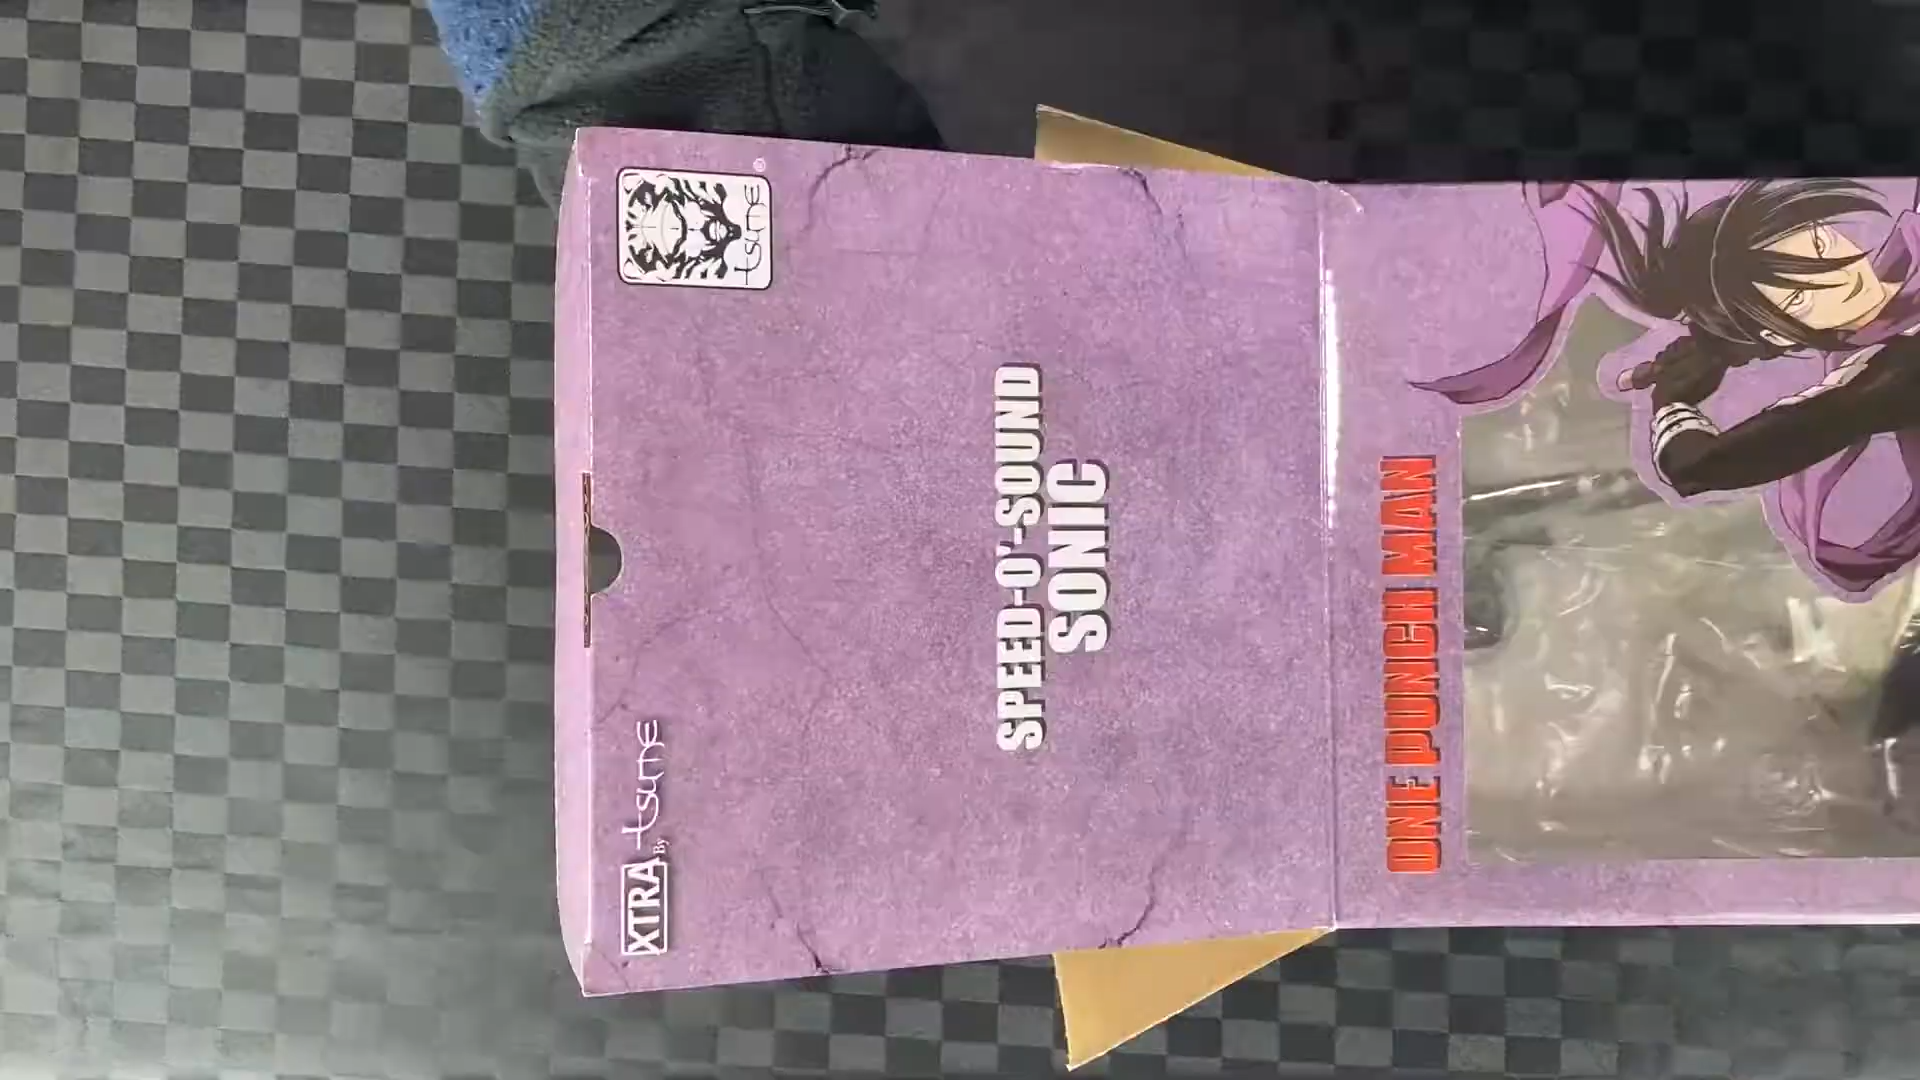 tsume
®
SPEED-O'-SOUND
SONIC
XTRA By tsume
ONE PUNCH MAN